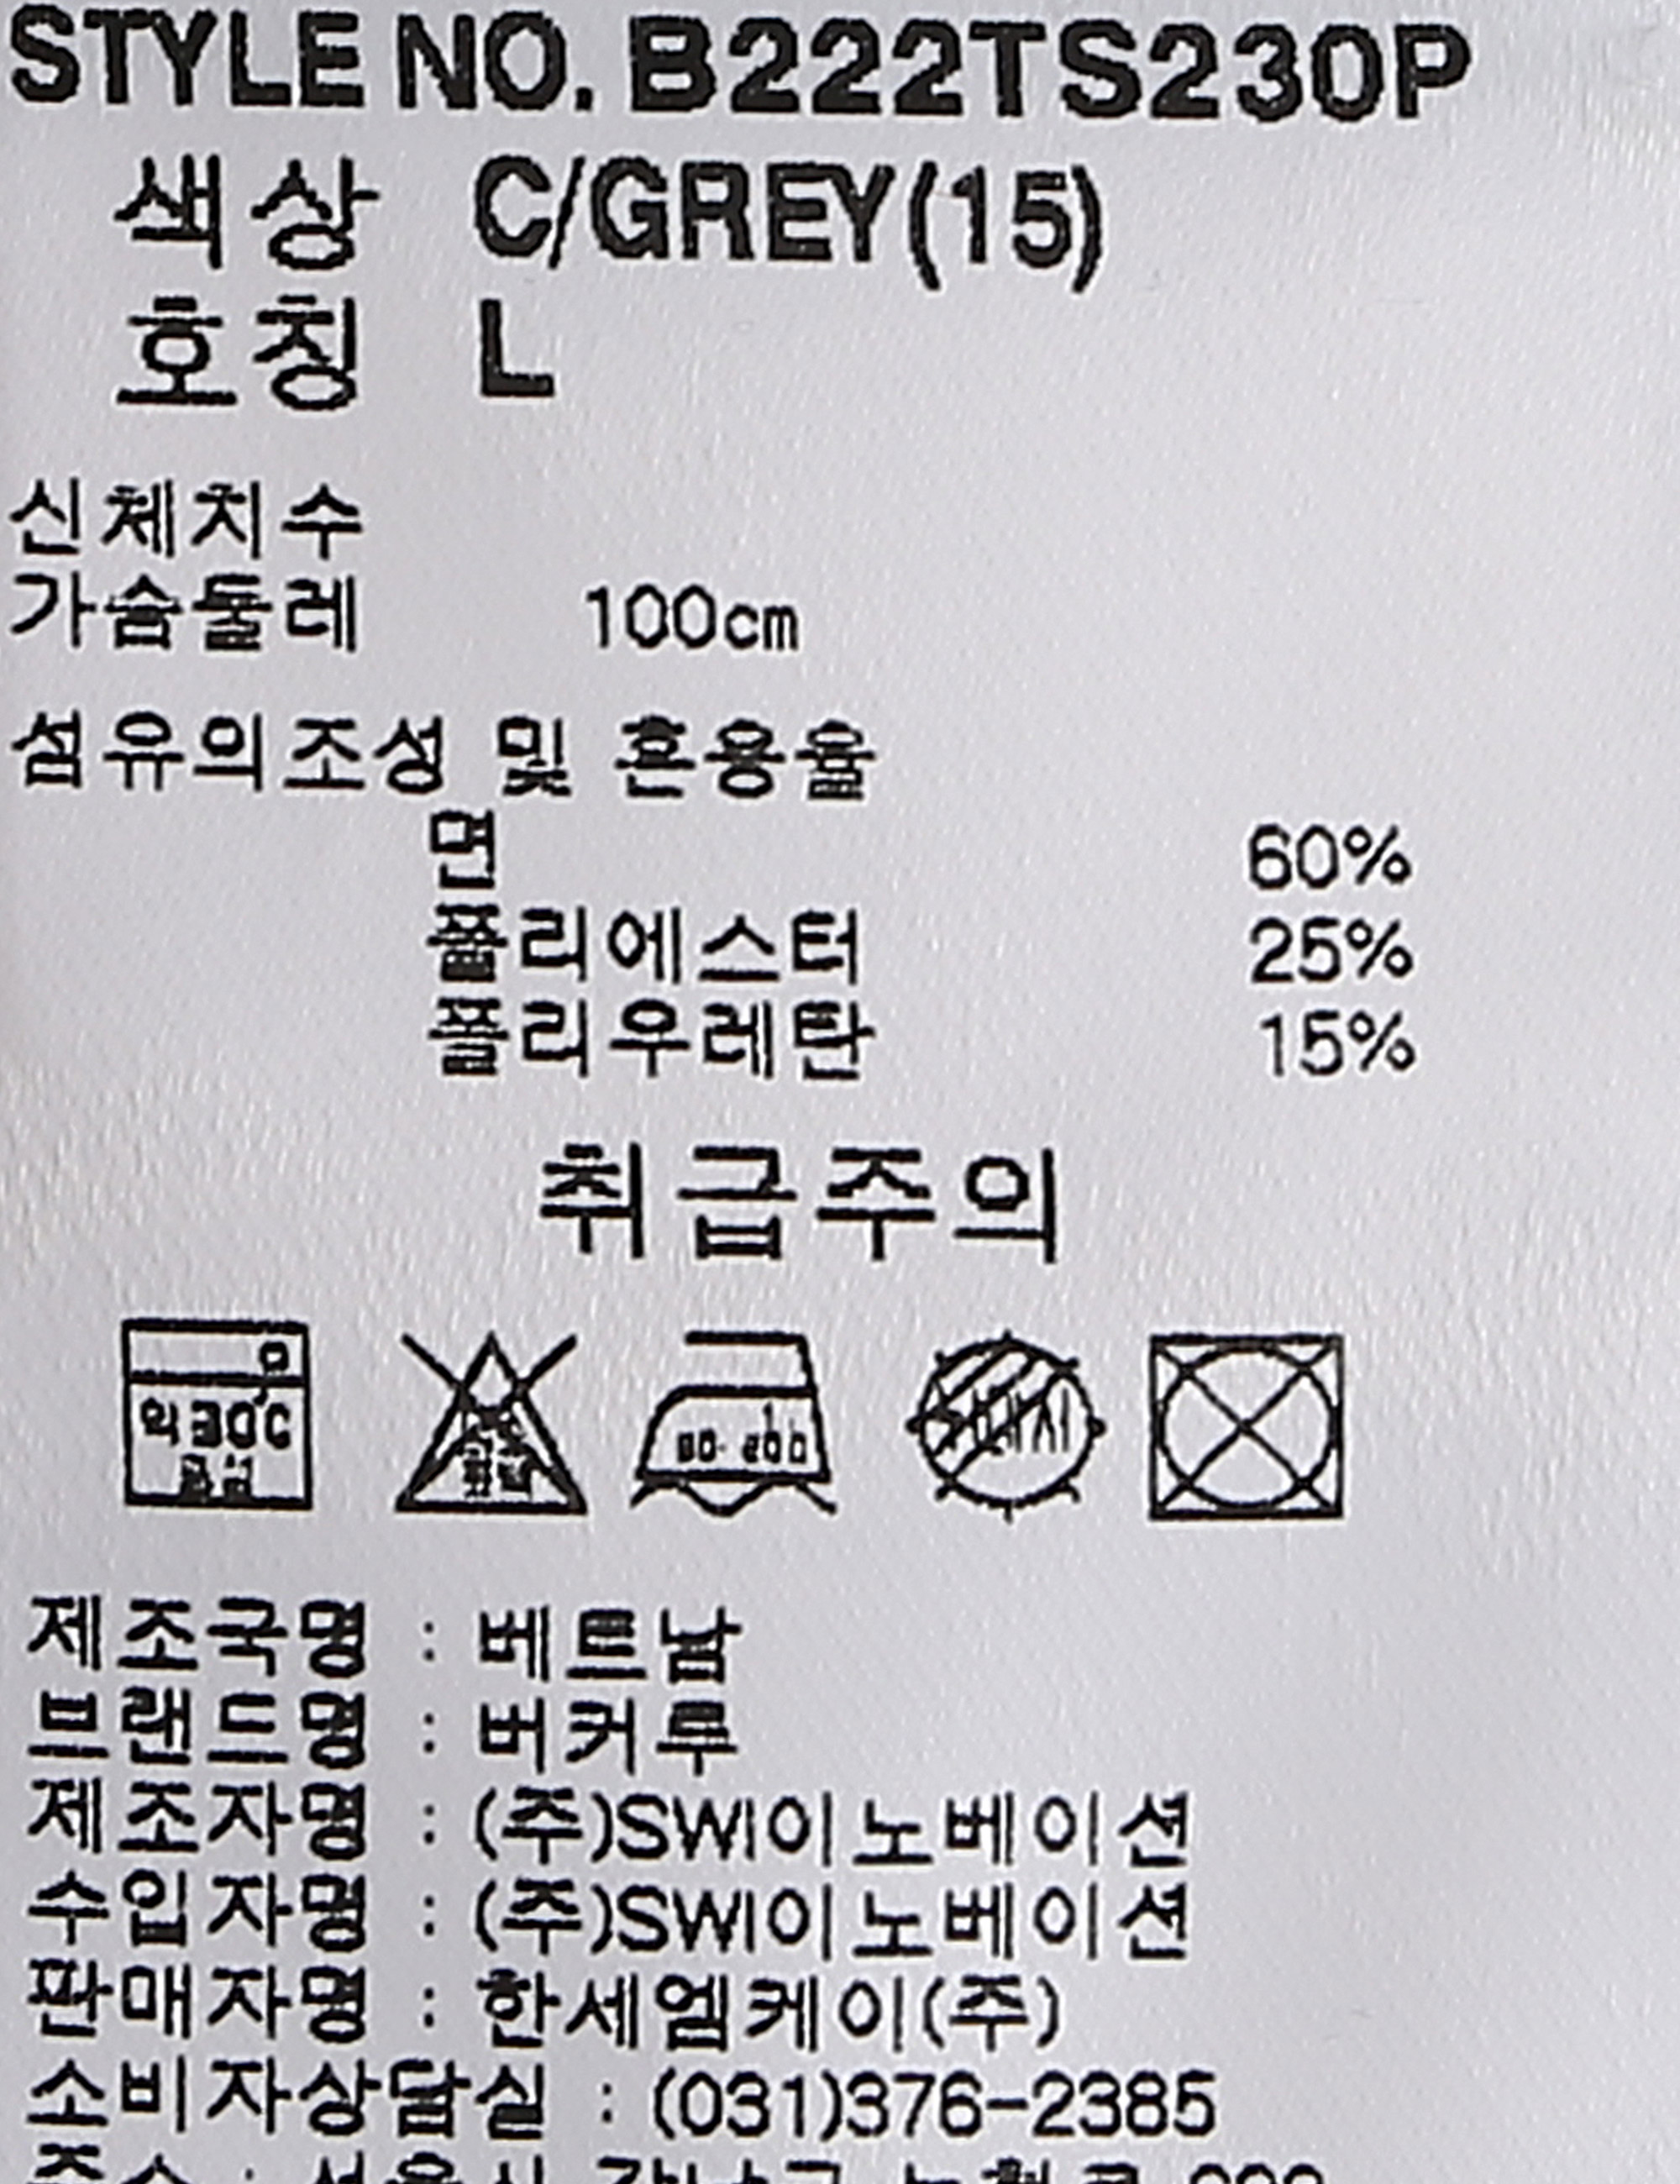 STYLE NO. B222TS230P
색상 C/GREY(15)
호칭 L
신체치수
가슴둘레 100cm
섬유의조성 및 혼용율
면 60%
폴리에스터 25%
폴리우레탄 15%
취급주의
약30℃
제조국명 : 베트남
브랜드명 : 버커루
제조자명 : (주)SWI이노베이션
수입자명 : (주)SWI이노베이션
판매자명 : 한세엠케이(주)
소비자상담실 : (031)376-2385